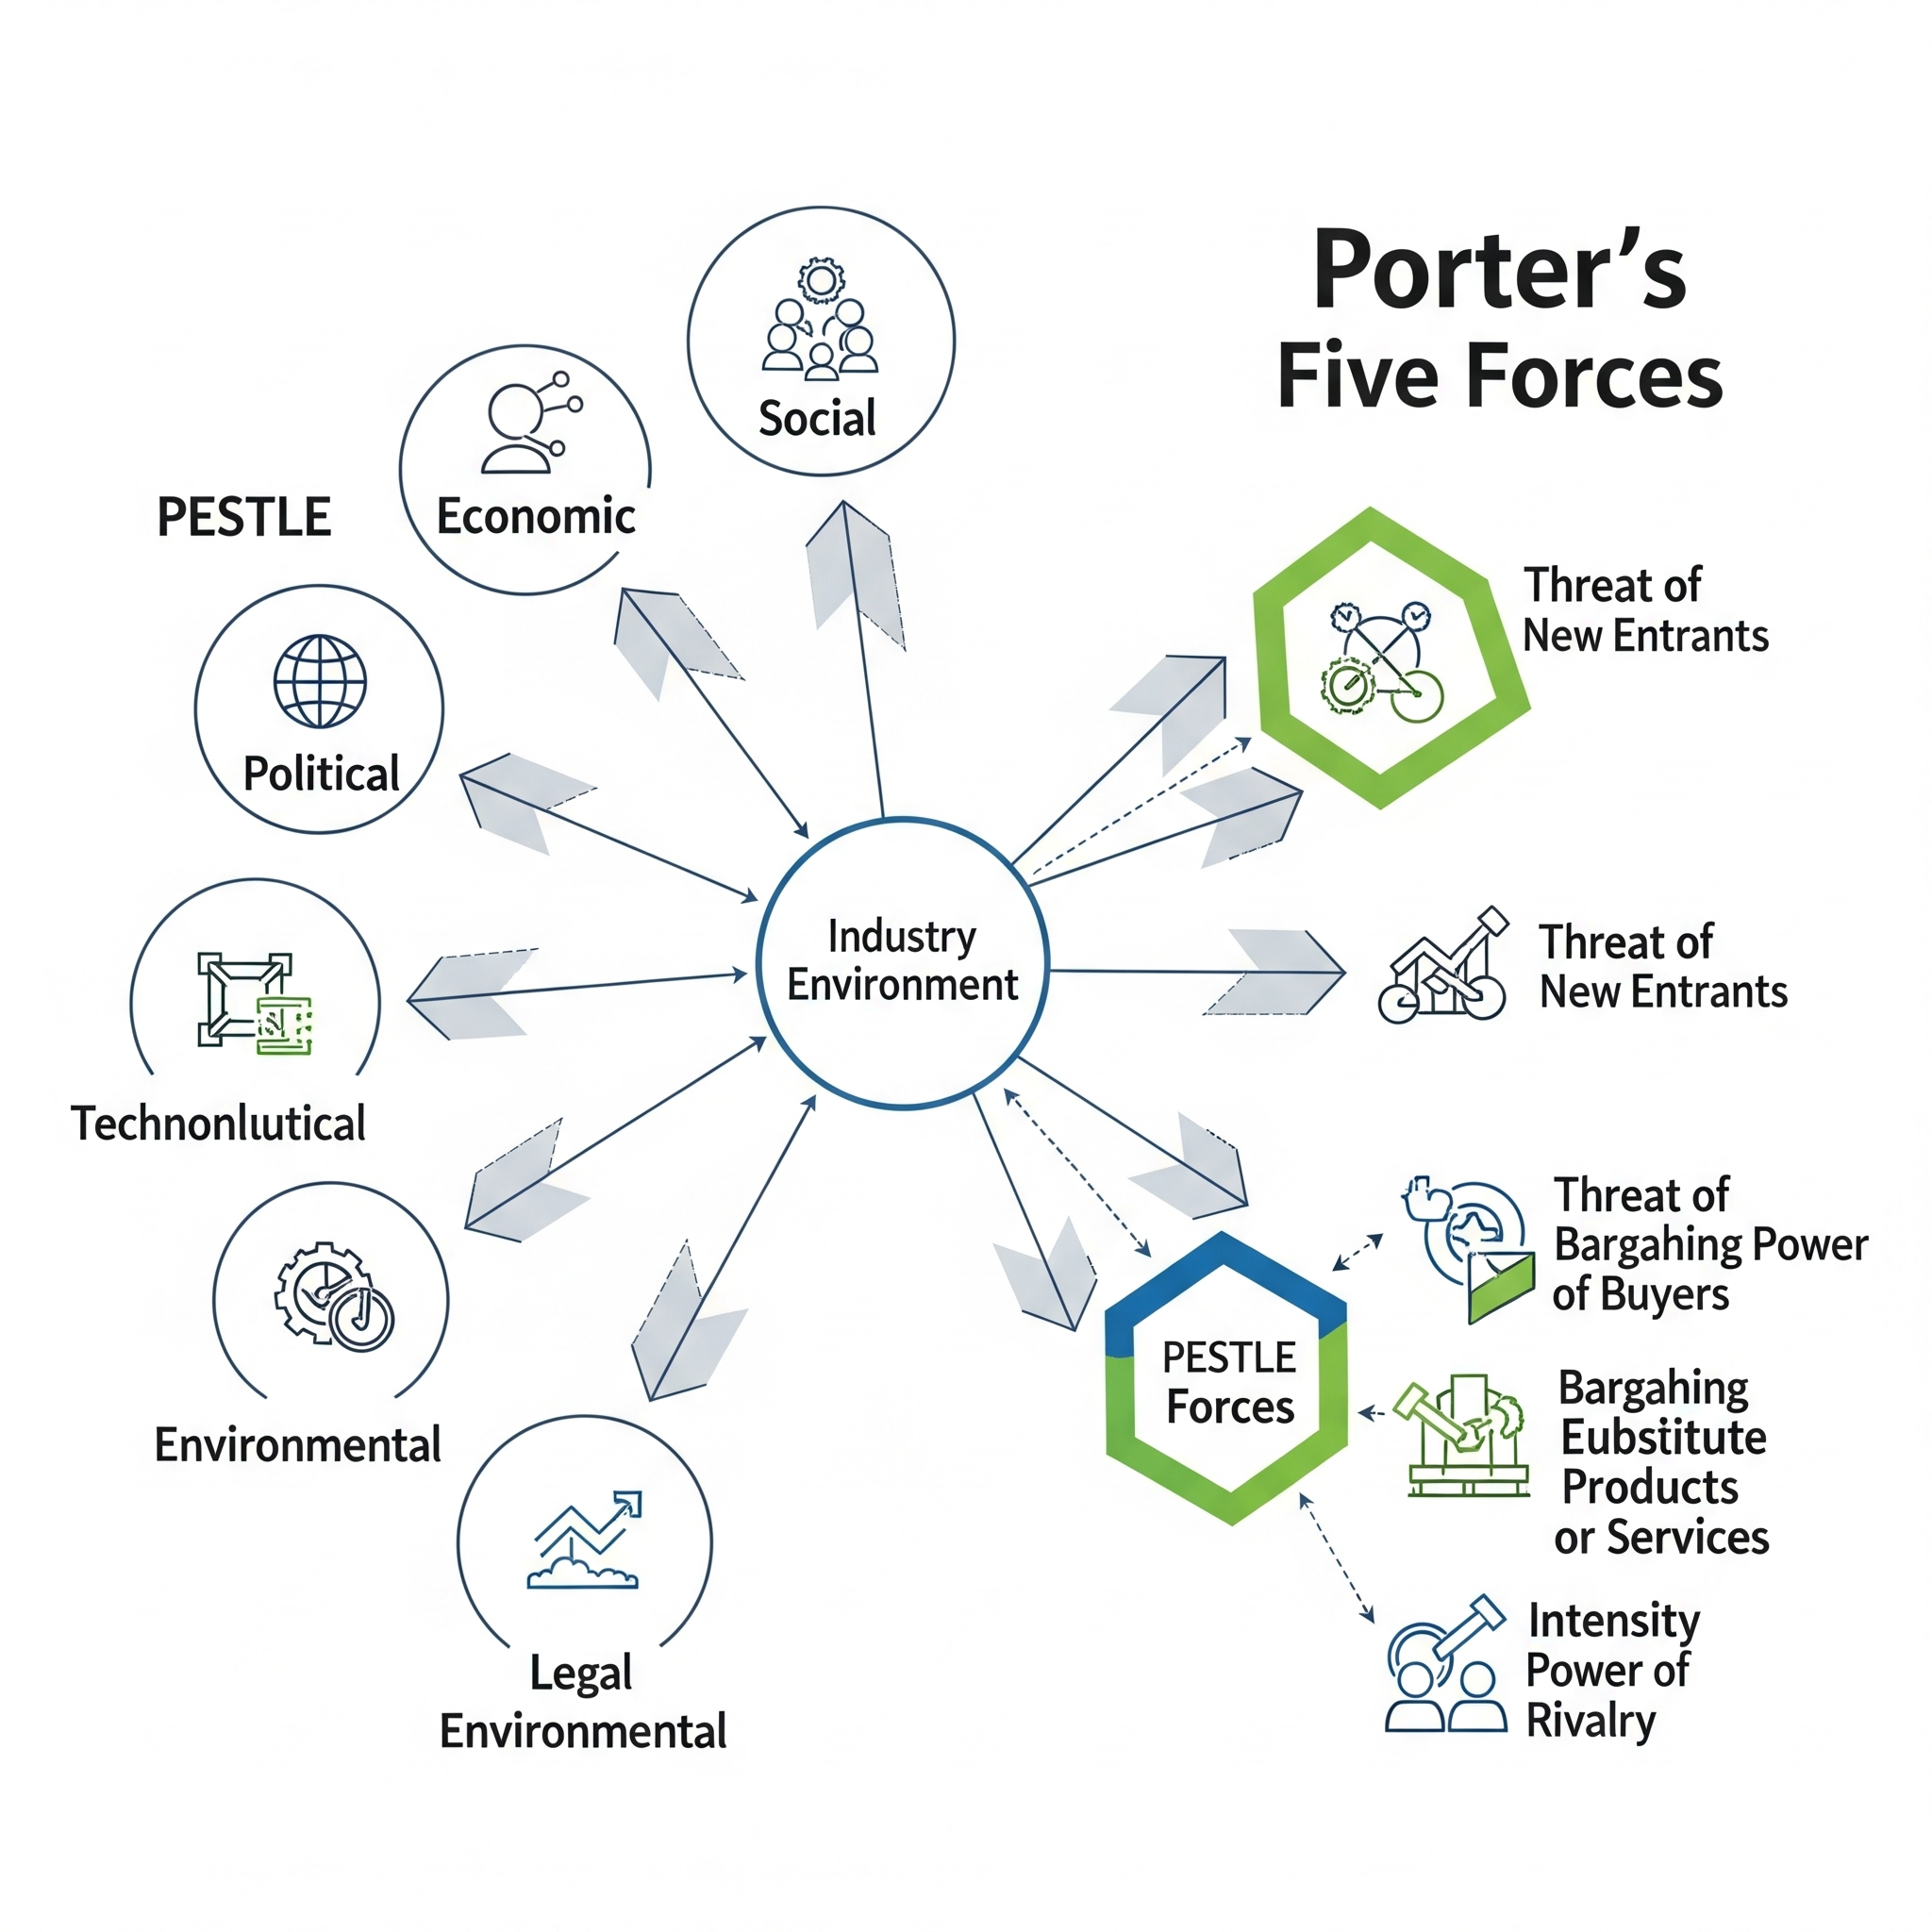 Porter's
Five Forces
Social
Economic
PESTLE
Political
Technonlutical
Environmental
Legal
Environmental
Industry
Environment
Threat of
New Entrants
Threat of
New Entrants
PESTLE
Forces
Threat of
Bargahing Power
of Buyers
Bargahing
Eubstitute
Products
or Services
Intensity
Power of
Rivalry